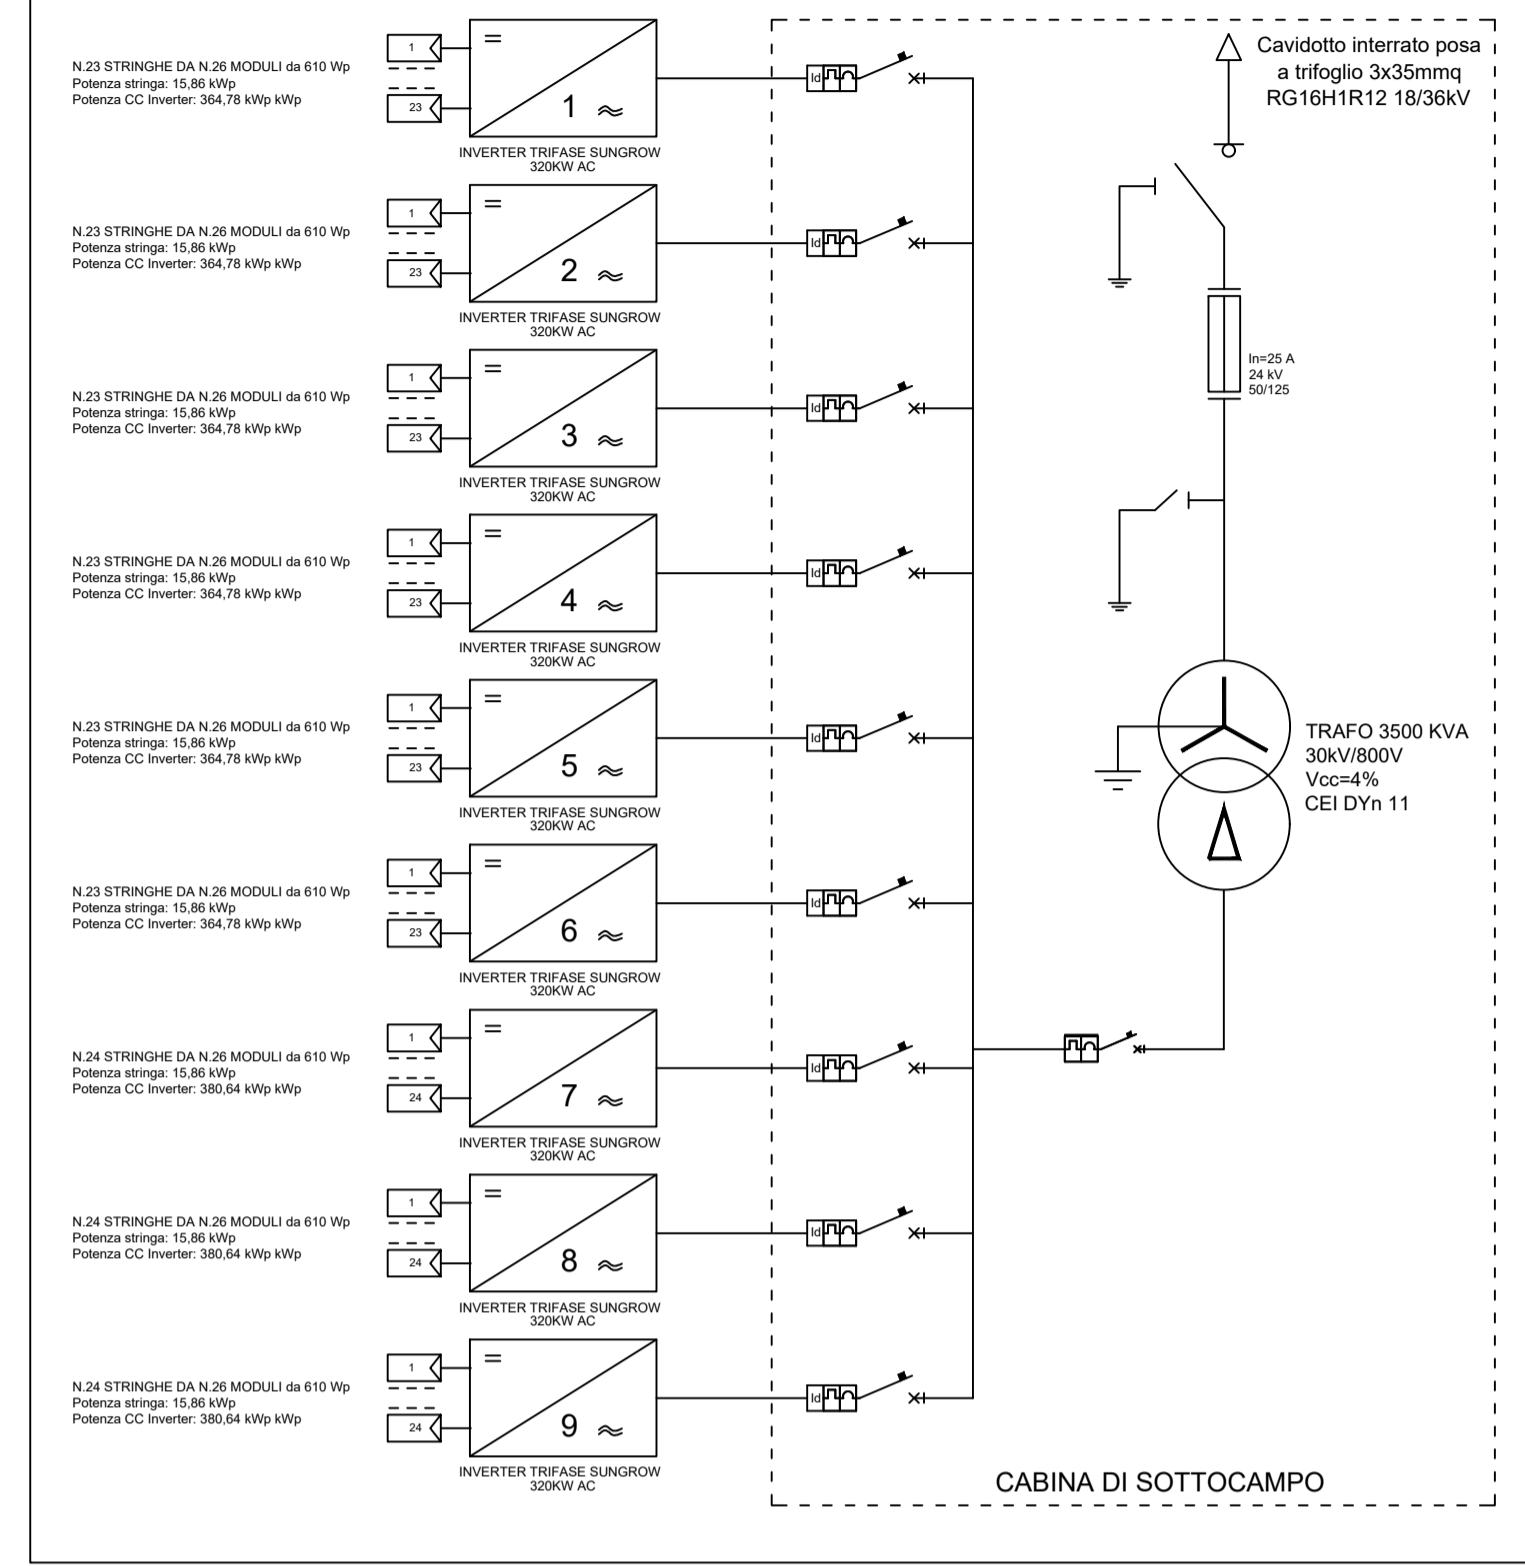 N.23 STRINGHE DA N.26 MODULI da 610 Wp
Potenza stringa: 15,86 kWp
Potenza CC Inverter: 364,78 kWp kWp
1
23
1
INVERTER TRIFASE SUNGROW
320KW AC
Id
N.23 STRINGHE DA N.26 MODULI da 610 Wp
Potenza stringa: 15,86 kWp
Potenza CC Inverter: 364,78 kWp kWp
1
23
2
INVERTER TRIFASE SUNGROW
320KW AC
Id
N.23 STRINGHE DA N.26 MODULI da 610 Wp
Potenza stringa: 15,86 kWp
Potenza CC Inverter: 364,78 kWp kWp
1
23
3
INVERTER TRIFASE SUNGROW
320KW AC
Id
N.23 STRINGHE DA N.26 MODULI da 610 Wp
Potenza stringa: 15,86 kWp
Potenza CC Inverter: 364,78 kWp kWp
1
23
4
INVERTER TRIFASE SUNGROW
320KW AC
Id
N.23 STRINGHE DA N.26 MODULI da 610 Wp
Potenza stringa: 15,86 kWp
Potenza CC Inverter: 364,78 kWp kWp
1
23
5
INVERTER TRIFASE SUNGROW
320KW AC
Id
N.23 STRINGHE DA N.26 MODULI da 610 Wp
Potenza stringa: 15,86 kWp
Potenza CC Inverter: 364,78 kWp kWp
1
23
6
INVERTER TRIFASE SUNGROW
320KW AC
Id
N.24 STRINGHE DA N.26 MODULI da 610 Wp
Potenza stringa: 15,86 kWp
Potenza CC Inverter: 380,64 kWp kWp
1
24
7
INVERTER TRIFASE SUNGROW
320KW AC
Id
N.24 STRINGHE DA N.26 MODULI da 610 Wp
Potenza stringa: 15,86 kWp
Potenza CC Inverter: 380,64 kWp kWp
1
24
8
INVERTER TRIFASE SUNGROW
320KW AC
Id
N.24 STRINGHE DA N.26 MODULI da 610 Wp
Potenza stringa: 15,86 kWp
Potenza CC Inverter: 380,64 kWp kWp
1
24
9
INVERTER TRIFASE SUNGROW
320KW AC
Id
Cavidotto interrato posa
a trifoglio 3x35mmq
RG16H1R12 18/36kV
In=25 A
24 kV
50/125
TRAFO 3500 KVA
30kV/800V
Vcc=4%
CEI DYn 11
CABINA DI SOTTOCAMPO